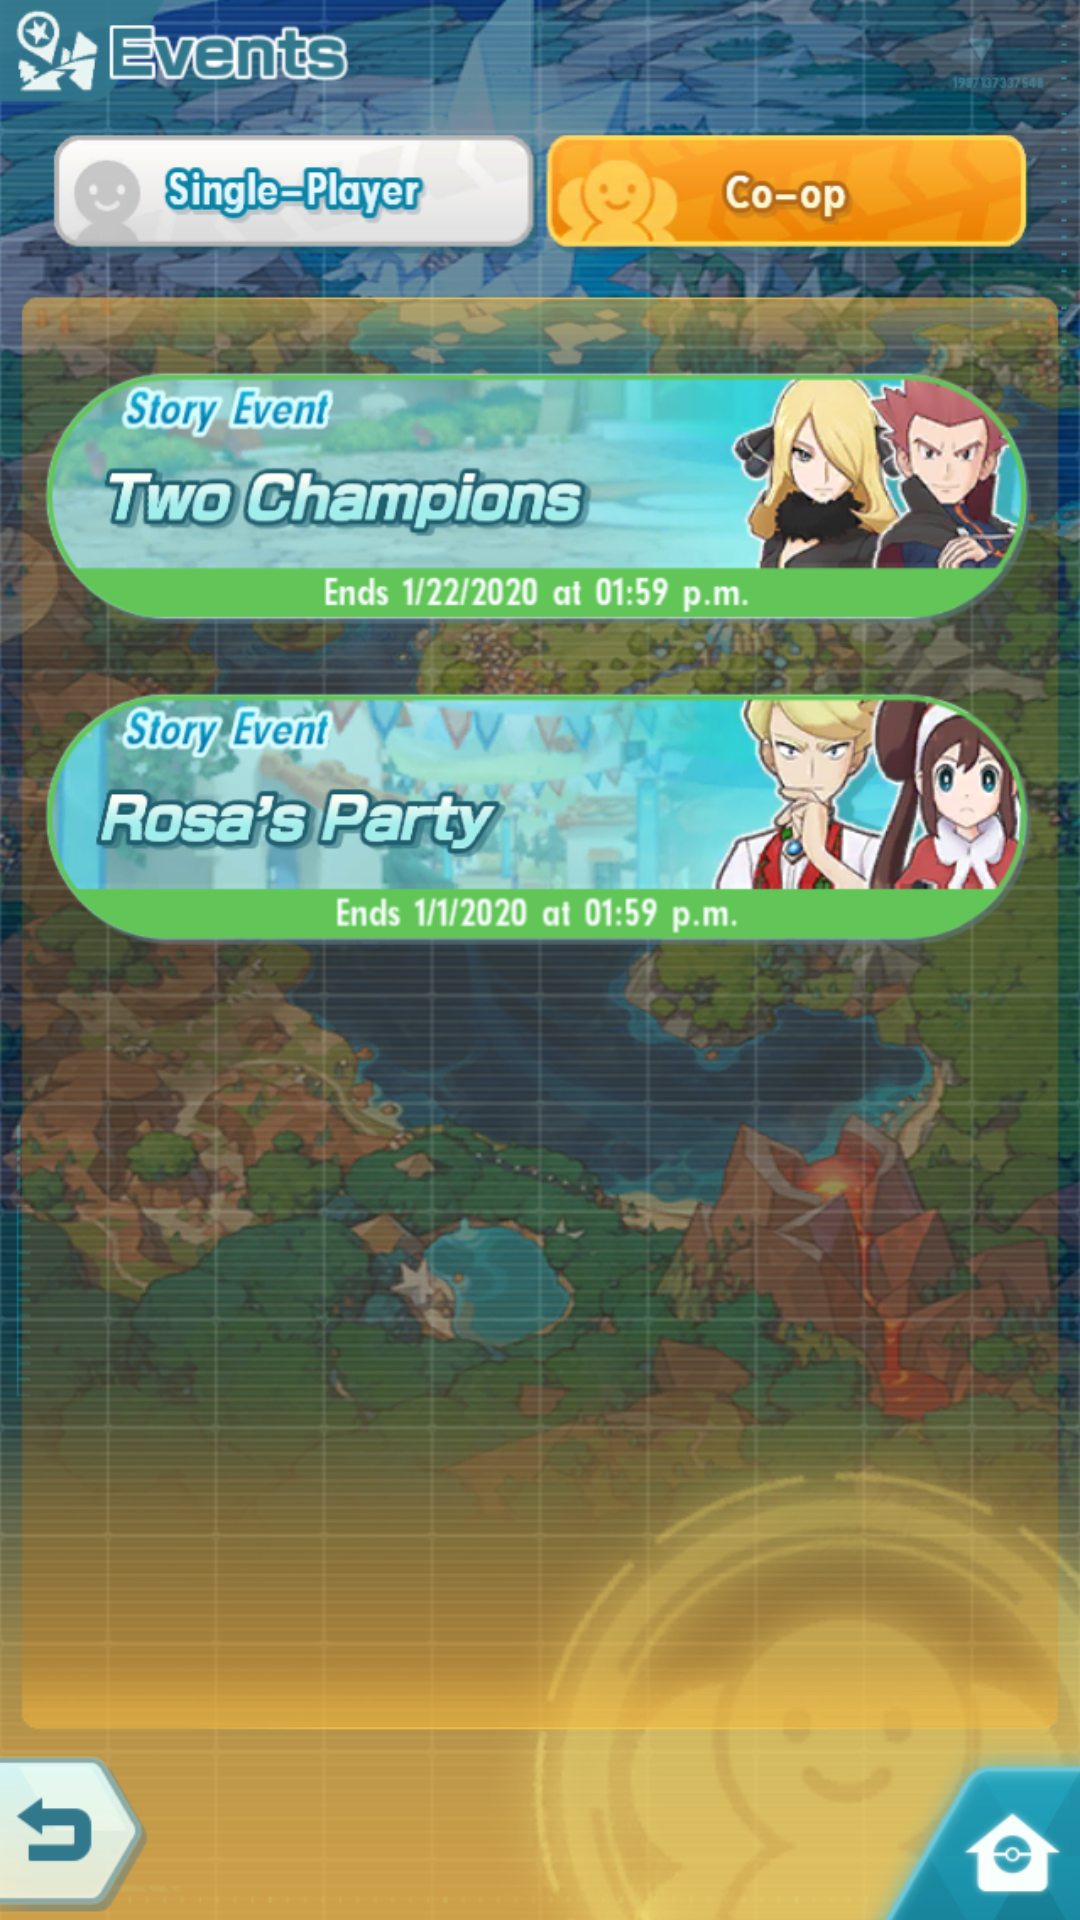 Events
Single-Player
Co-op
Story Event
Two Champions
Ends 1/22/2020 at 01:59 p.m.
Story Event
Rosa's Party
Ends 1/1/2020 at 01:59 p.m.